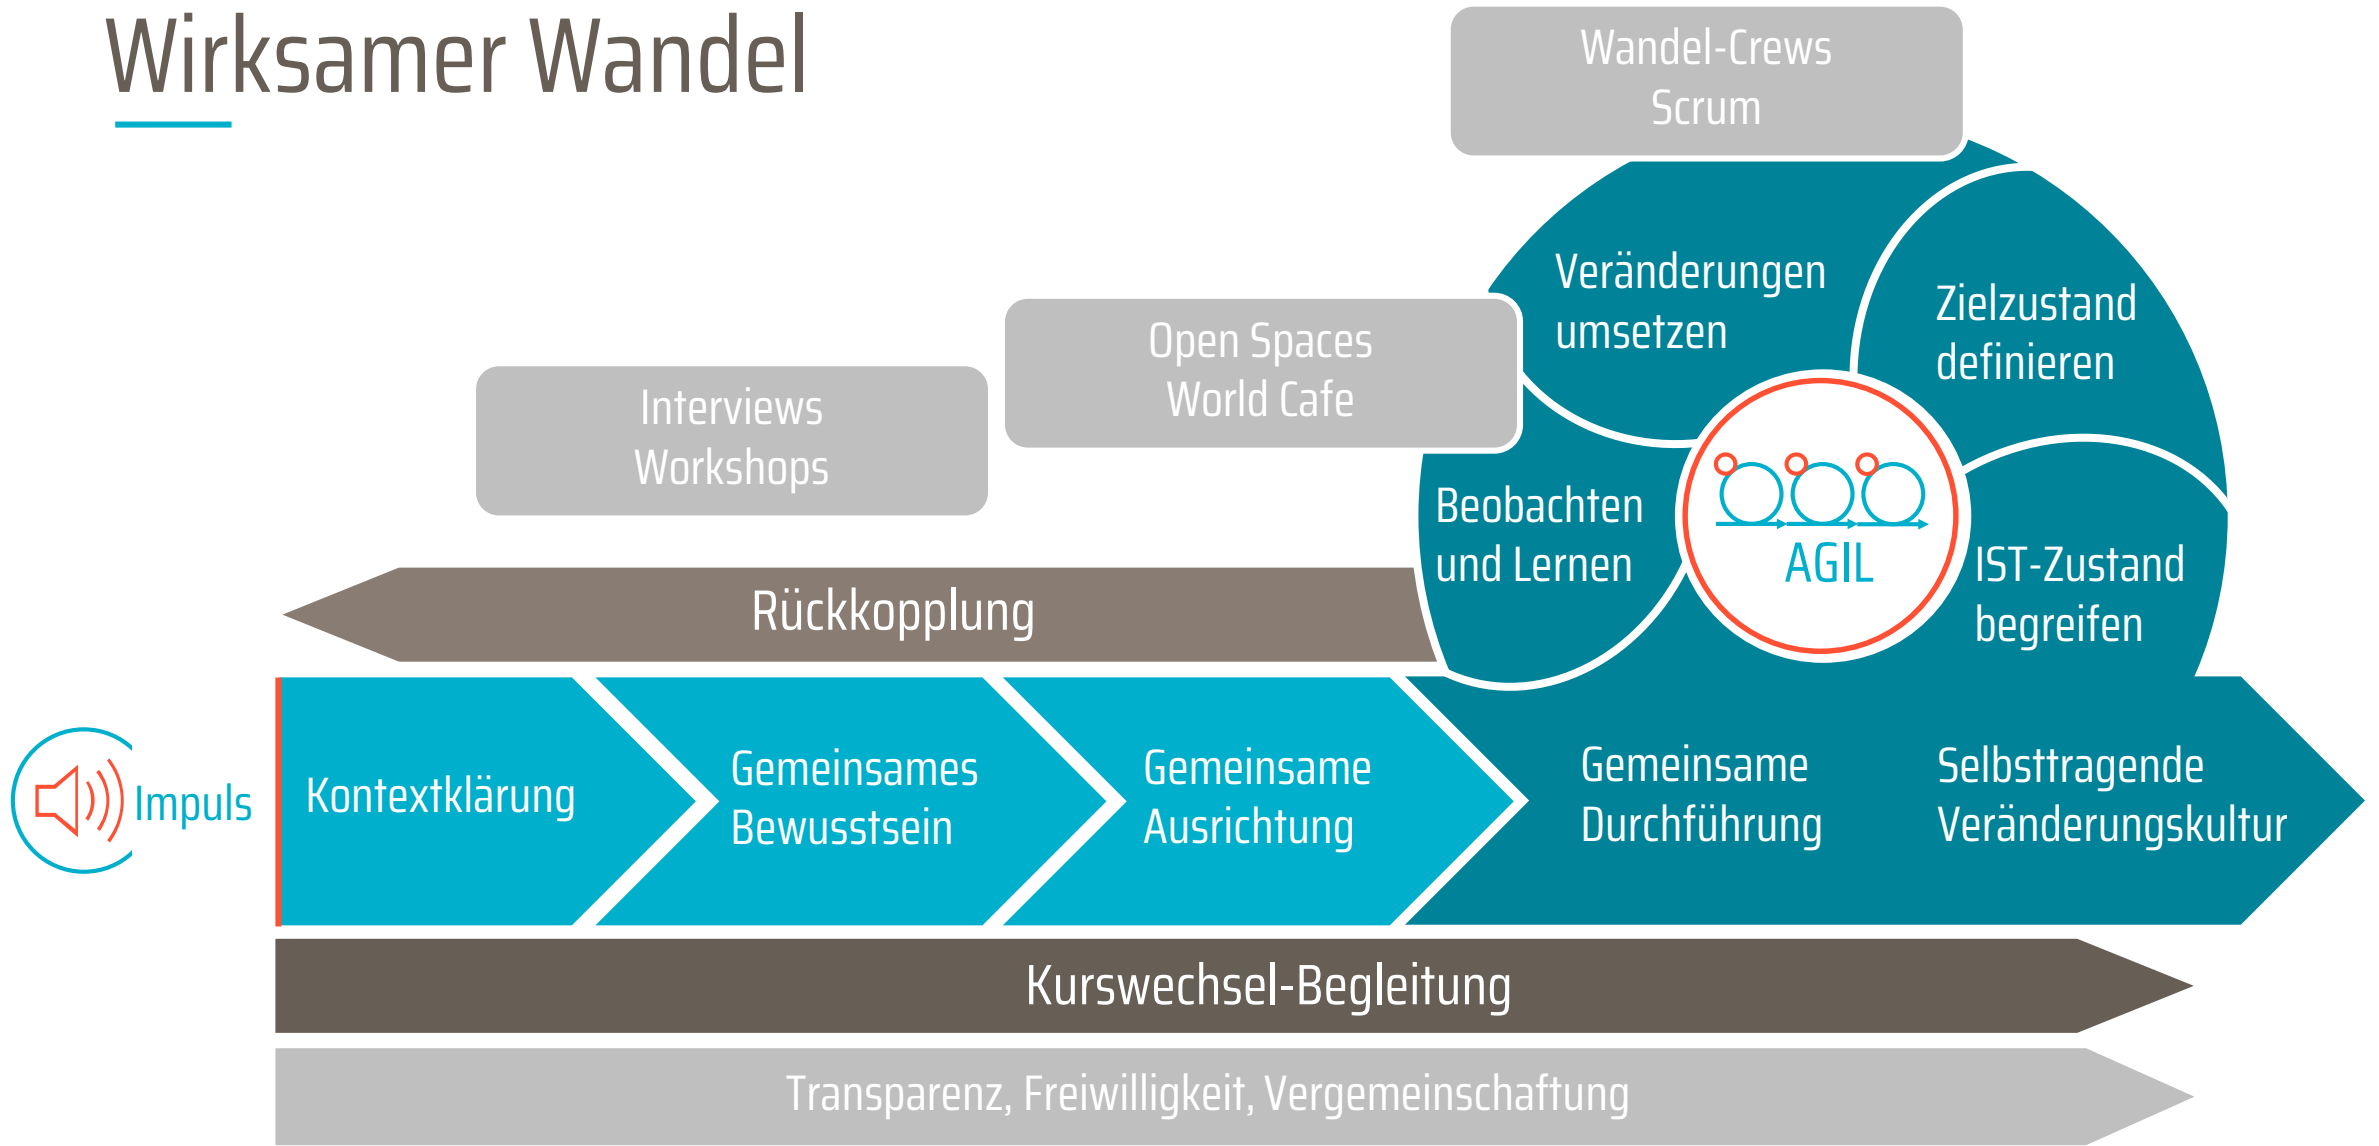 Wirksamer Wandel
Wandel-Crews
Scrum
Veränderungen
umsetzen
Zielzustand
definieren
Open Spaces
World Cafe
Interviews
Workshops
Beobachten
und Lernen
AGIL
IST-Zustand
begreifen
Rückkopplung
Impuls
Kontextklärung
Gemeinsames
Bewusstsein
Gemeinsame
Ausrichtung
Gemeinsame
Durchführung
Selbsttragende
Veränderungskultur
Kurswechsel-Begleitung
Transparenz, Freiwilligkeit, Vergemeinschaftung